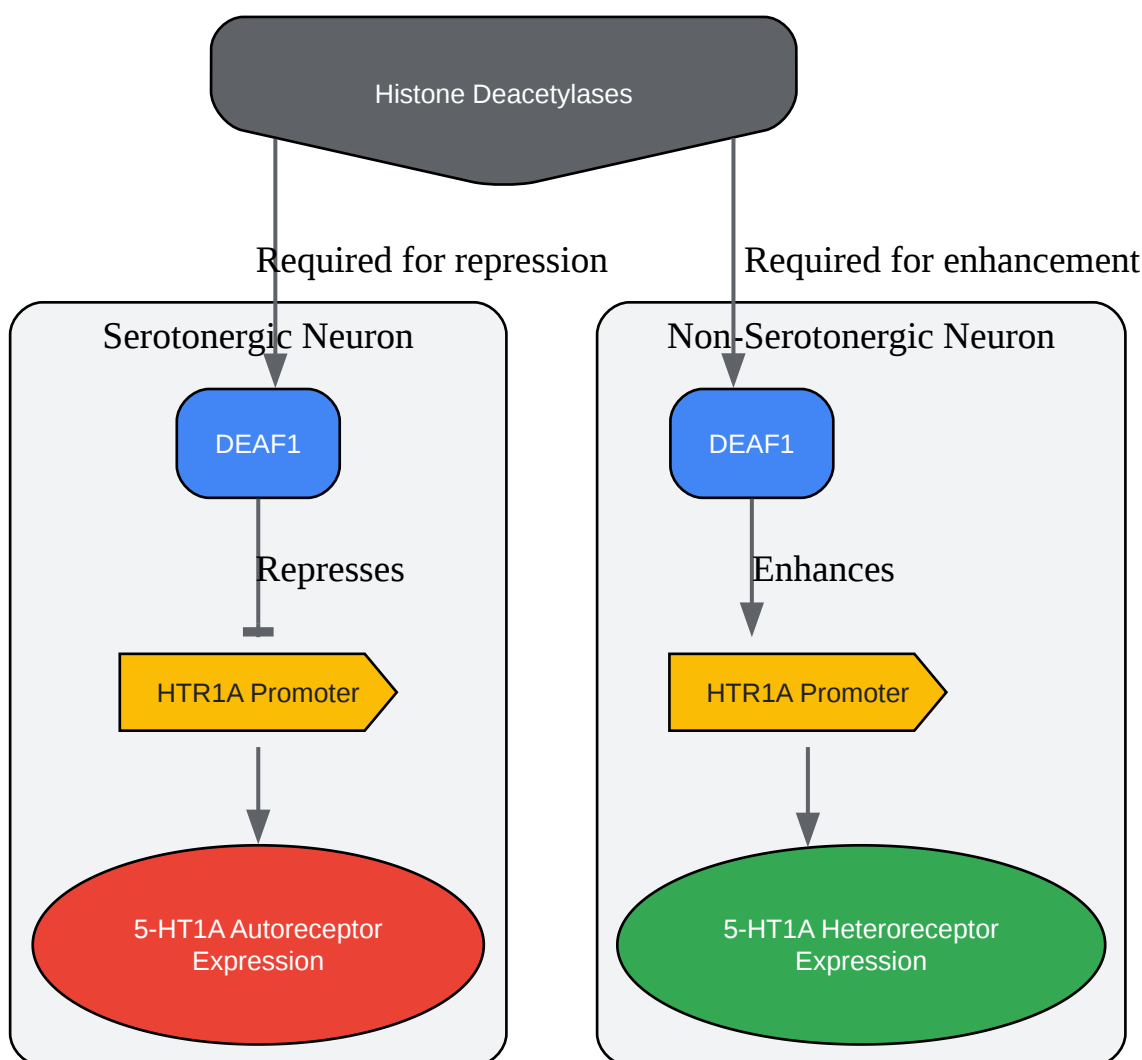 Histone Deacetylases
Required for repression
Required for enhancement
Serotonergic Neuron
Non-Serotonergic Neuron
DEAF1
DEAF1
Represses
Enhances
HTR1A Promoter
HTR1A Promoter
5-HT1A Autoreceptor
Expression
5-HT1A Heteroreceptor
Expression